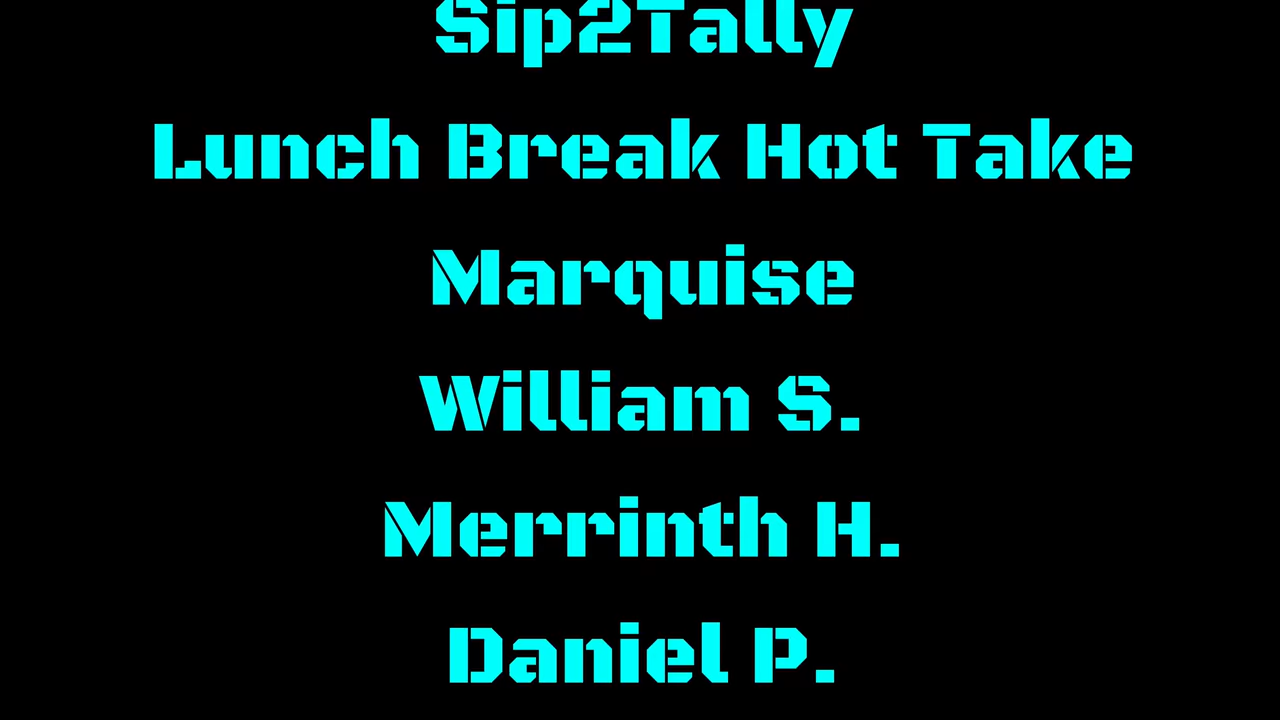 Sip2Tally
Lunch Break Hot Take
Marquise
William S.
Merrinth H.
Daniel P.